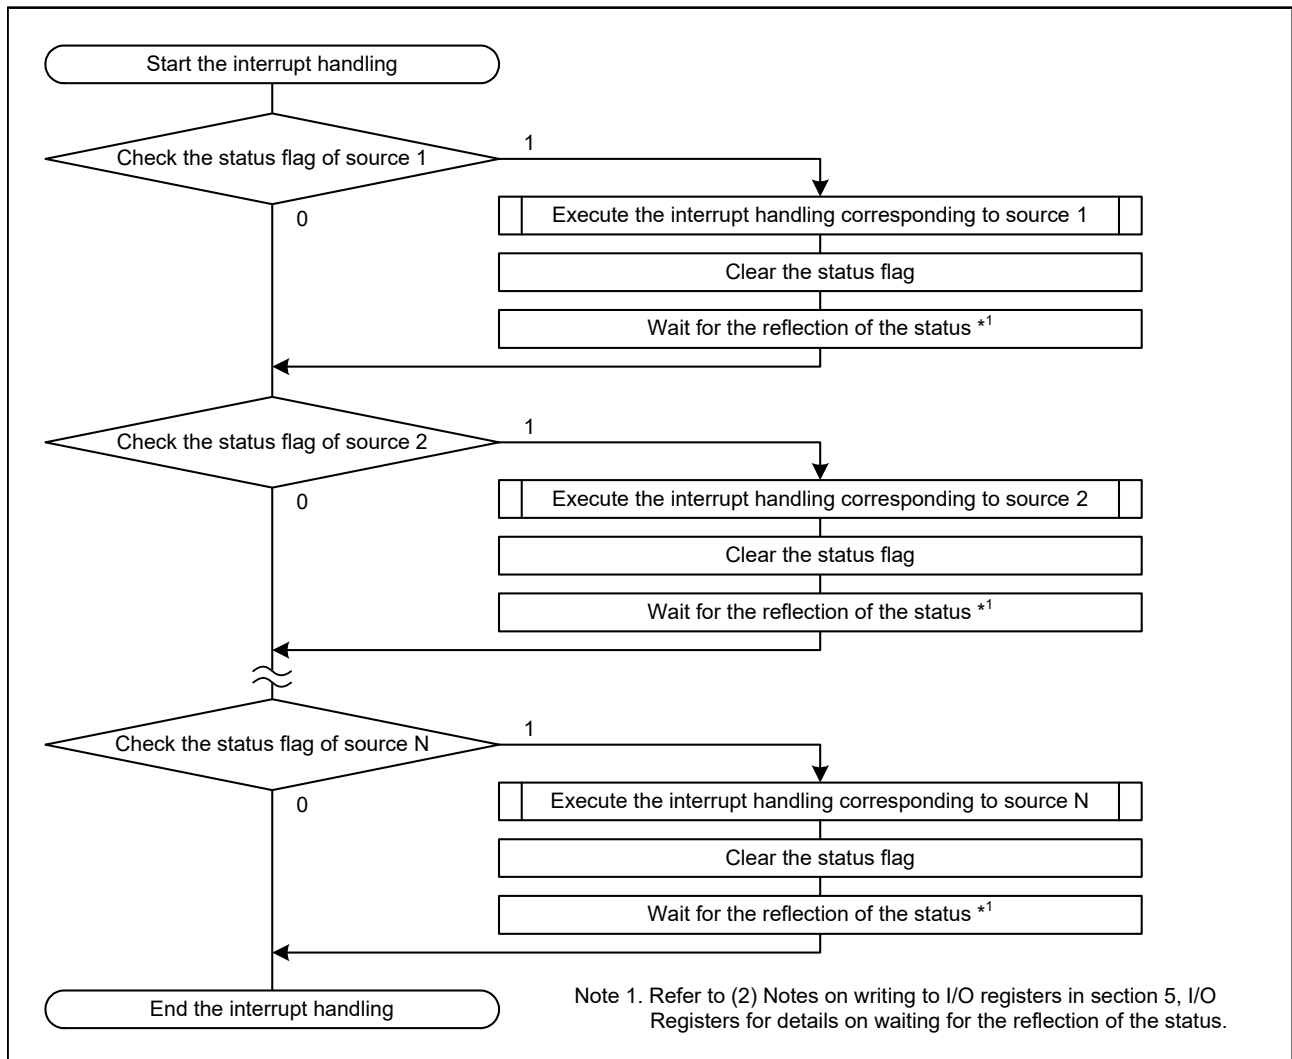 Start the interrupt handling
Check the status flag of source 1
1
0
Execute the interrupt handling corresponding to source 1
Clear the status flag
Wait for the reflection of the status *1
Check the status flag of source 2
1
0
Execute the interrupt handling corresponding to source 2
Clear the status flag
Wait for the reflection of the status *1
Check the status flag of source N
1
0
Execute the interrupt handling corresponding to source N
Clear the status flag
Wait for the reflection of the status *1
End the interrupt handling
Note 1. Refer to (2) Notes on writing to I/O registers in section 5, I/O
Registers for details on waiting for the reflection of the status.